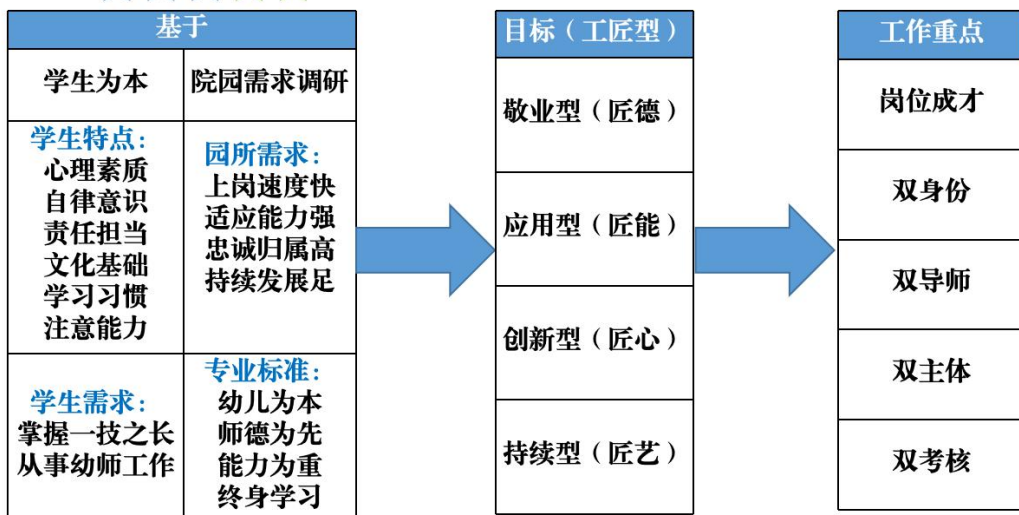 基于
学生为本
院园需求调研
学生特点：
心理素质
自律意识
责任担当
文化基础
学习习惯
注意能力
园所需求：
上岗速度快
适应能力强
忠诚归属高
持续发展足
学生需求：
掌握一技之长
从事幼师工作
专业标准：
幼儿为本
师德为先
能力为重
终身学习
目标（工匠型）
敬业型（匠德）
应用型（匠能）
创新型（匠心）
持续型（匠艺）
工作重点
岗位成才
双身份
双导师
双主体
双考核